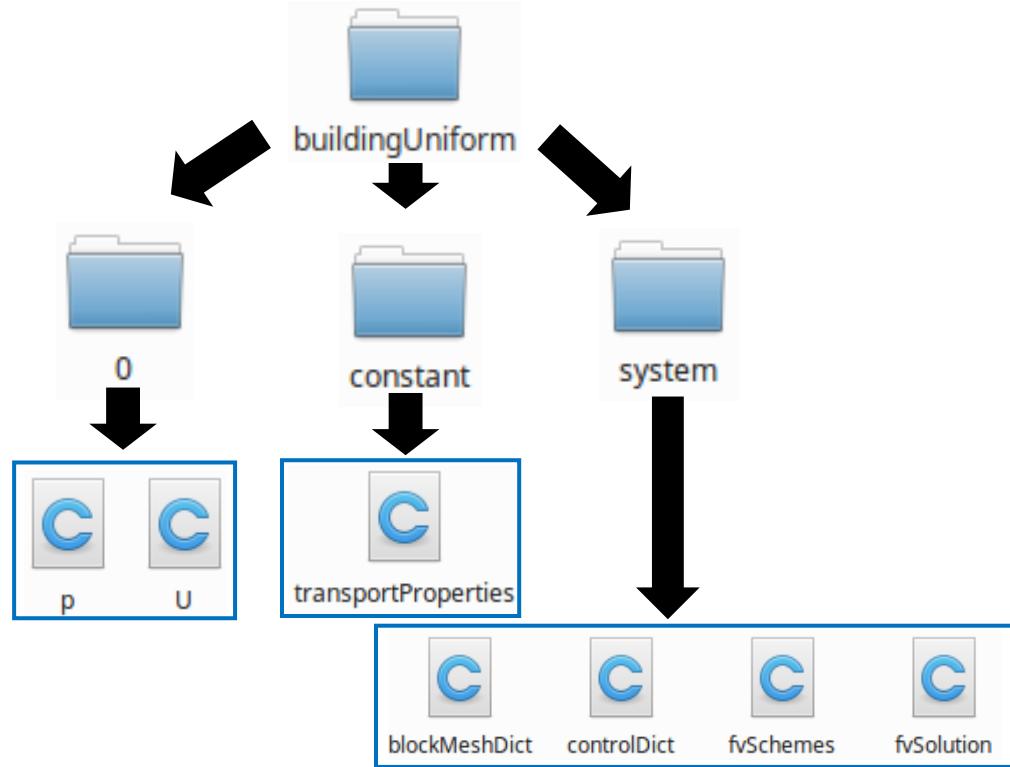 buildingUniform
0
constant
system
p
U
transportProperties
blockMeshDict
controlDict
fvSchemes
fvSolution